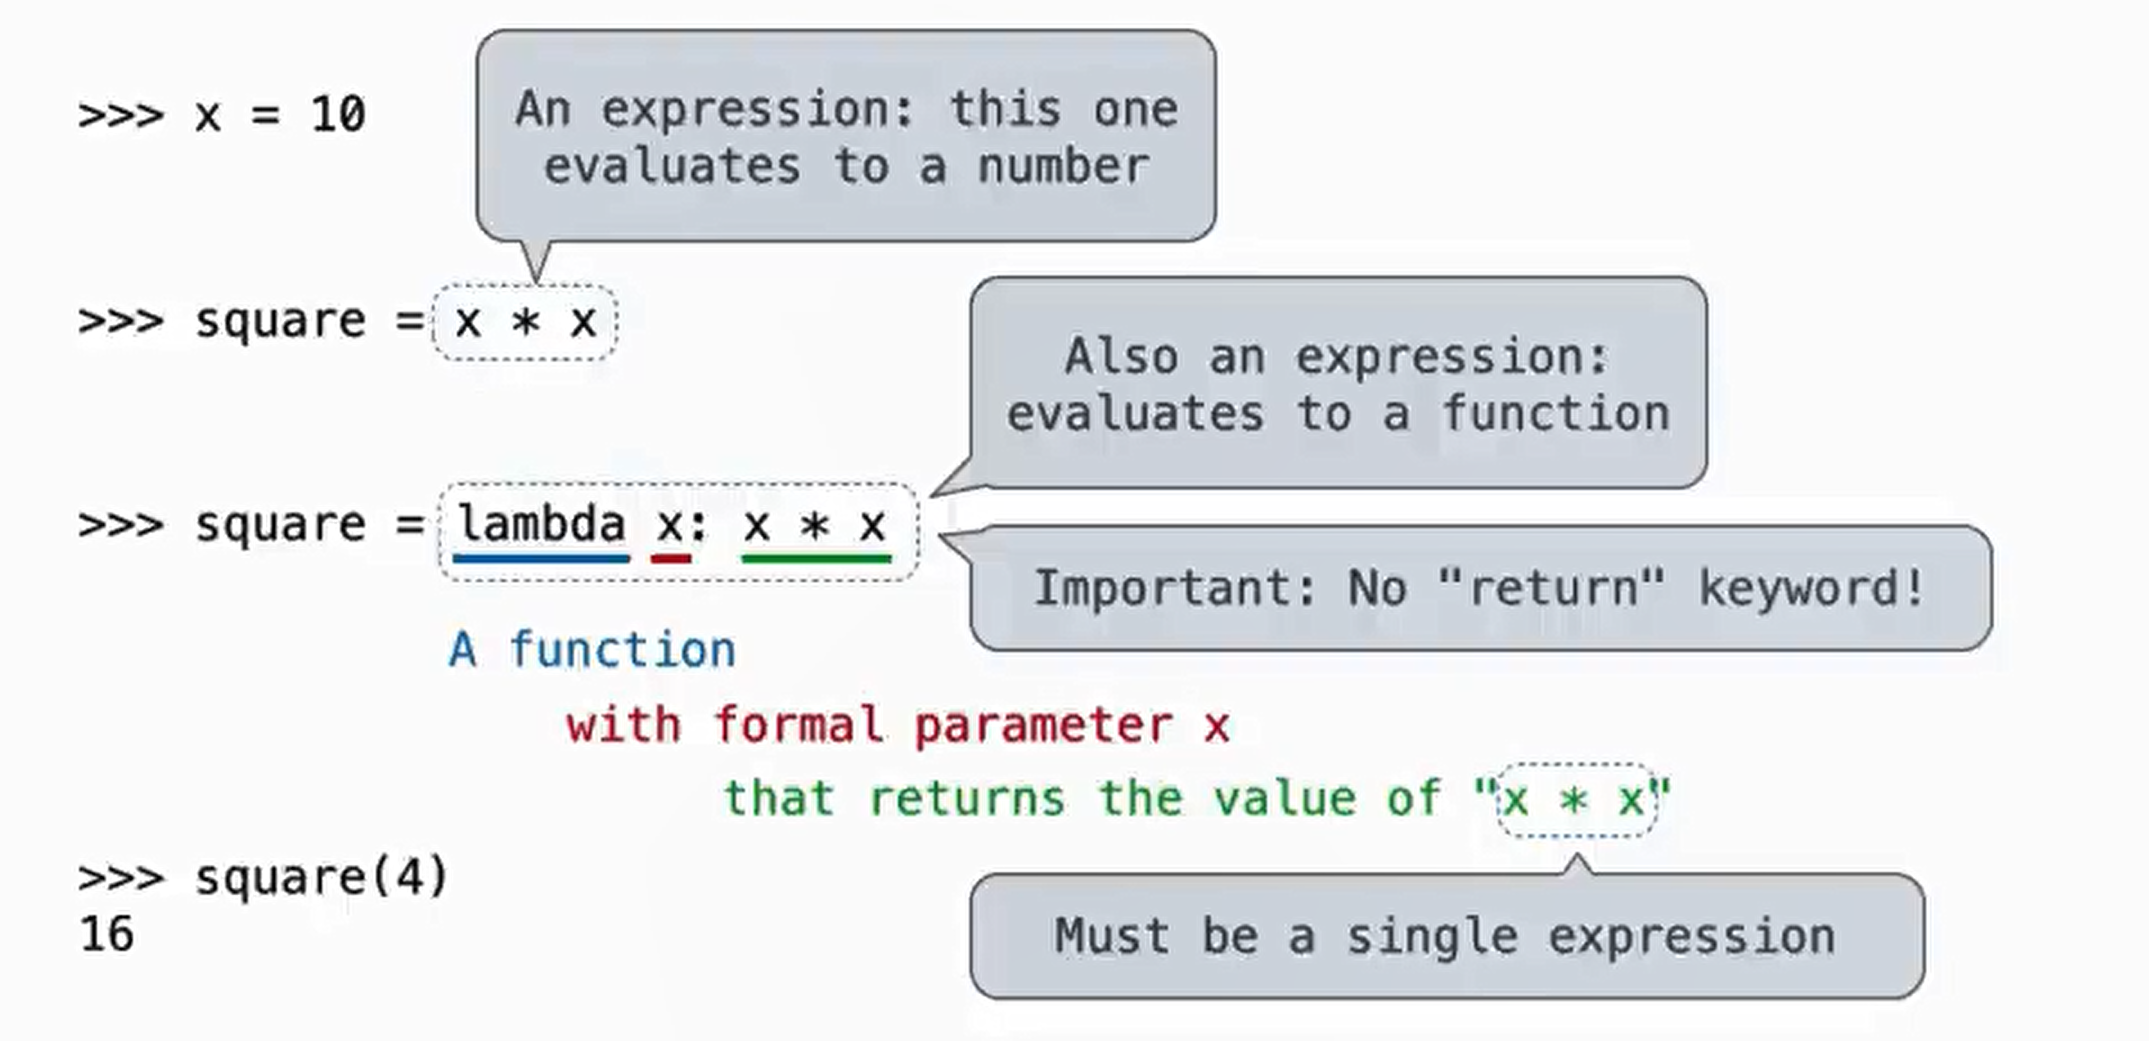 >>> x = 10
An expression: this one
evaluates to a number
>>> square = x * x
Also an expression:
evaluates to a function
>>> square = lambda x: x * x
Important: No "return" keyword!
A function
with formal parameter x
that returns the value of "x * x"
>>> square(4)
16
Must be a single expression